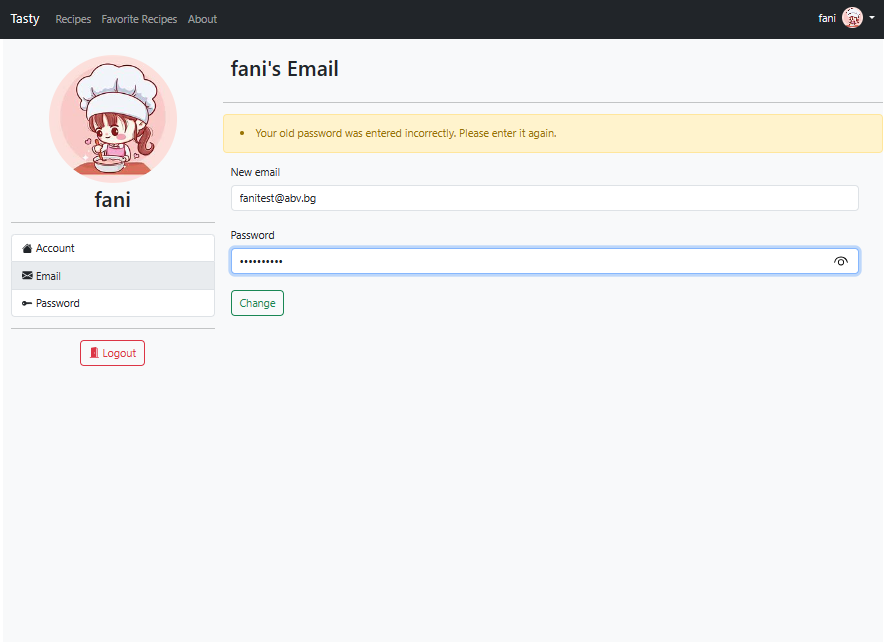 Tasty Recipes Favorite Recipes About fani
fani's Email
Your old password was entered incorrectly. Please enter it again.
New email
fanitest@abv.bg
Password
••••••••••
Change
fani
Account
Email
Password
Logout